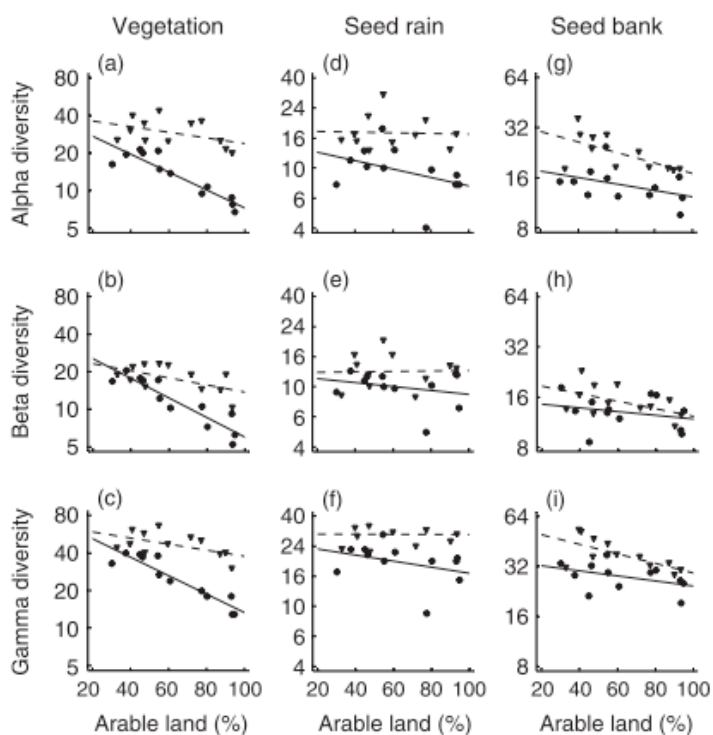 Vegetation Seed rain Seed bank
(a) (d) (g)
Alpha diversity
80 40 20 10 5
40 24 16 10 6 4
64 32 16 8
(b) (e) (h)
Beta diversity
80 40 20 10 5
40 24 16 10 6 4
64 32 16 8
(c) (f) (i)
Gamma diversity
80 40 20 10 5
40 24 16 10 6 4
64 32 16 8
20 40 60 80 100 20 40 60 80 100 20 40 60 80 100
Arable land (%) Arable land (%) Arable land (%)